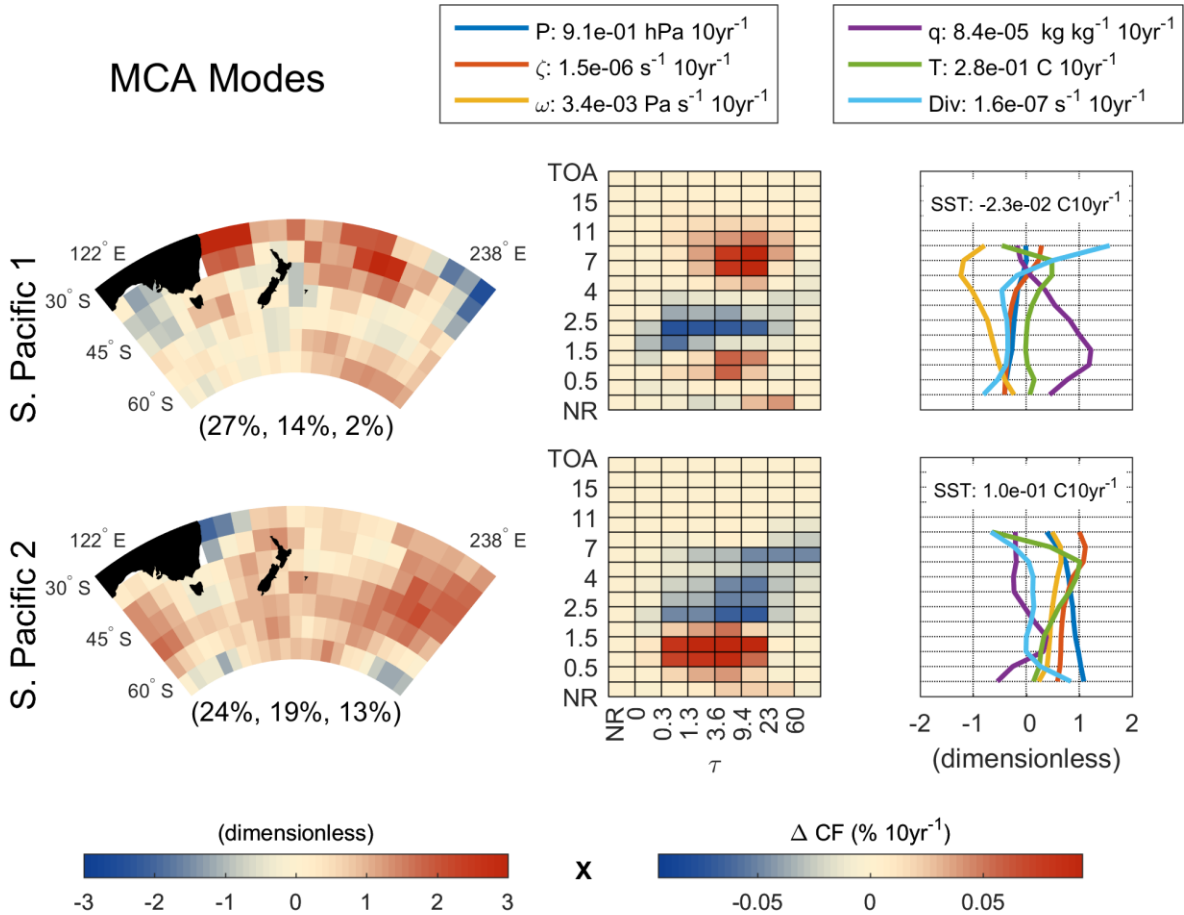 MCA Modes
P: 9.1e-01 hPa 10yr⁻¹
ζ: 1.5e-06 s⁻¹ 10yr⁻¹
ω: 3.4e-03 Pa s⁻¹ 10yr⁻¹
q: 8.4e-05 kg kg⁻¹ 10yr⁻¹
T: 2.8e-01 C 10yr⁻¹
Div: 1.6e-07 s⁻¹ 10yr⁻¹
S. Pacific 1
122° E
238° E
30° S
45° S
60° S
(27%, 14%, 2%)
TOA
15
11
7
4
2.5
1.5
0.5
NR
SST: -2.3e-02 C10yr⁻¹
S. Pacific 2
122° E
238° E
30° S
45° S
60° S
(24%, 19%, 13%)
TOA
15
11
7
4
2.5
1.5
0.5
NR
NR 0 0.3 1.3 3.6 9.4 23 60
τ
SST: 1.0e-01 C10yr⁻¹
-2 -1 0 1 2
(dimensionless)
(dimensionless)
-3 -2 -1 0 1 2 3
x
Δ CF (% 10yr⁻¹)
-0.05 0 0.05